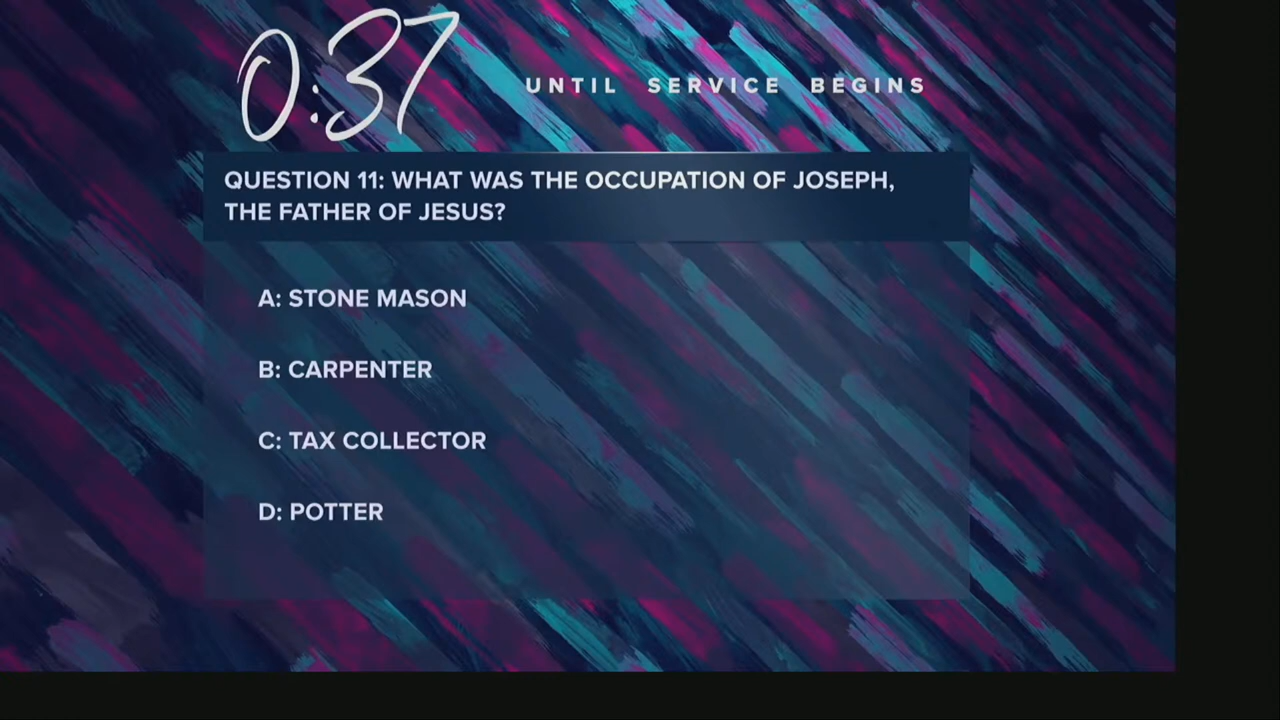 0:37
UNTIL SERVICE BEGINS
QUESTION 11: WHAT WAS THE OCCUPATION OF JOSEPH,
THE FATHER OF JESUS?
A: STONE MASON
B: CARPENTER
C: TAX COLLECTOR
D: POTTER